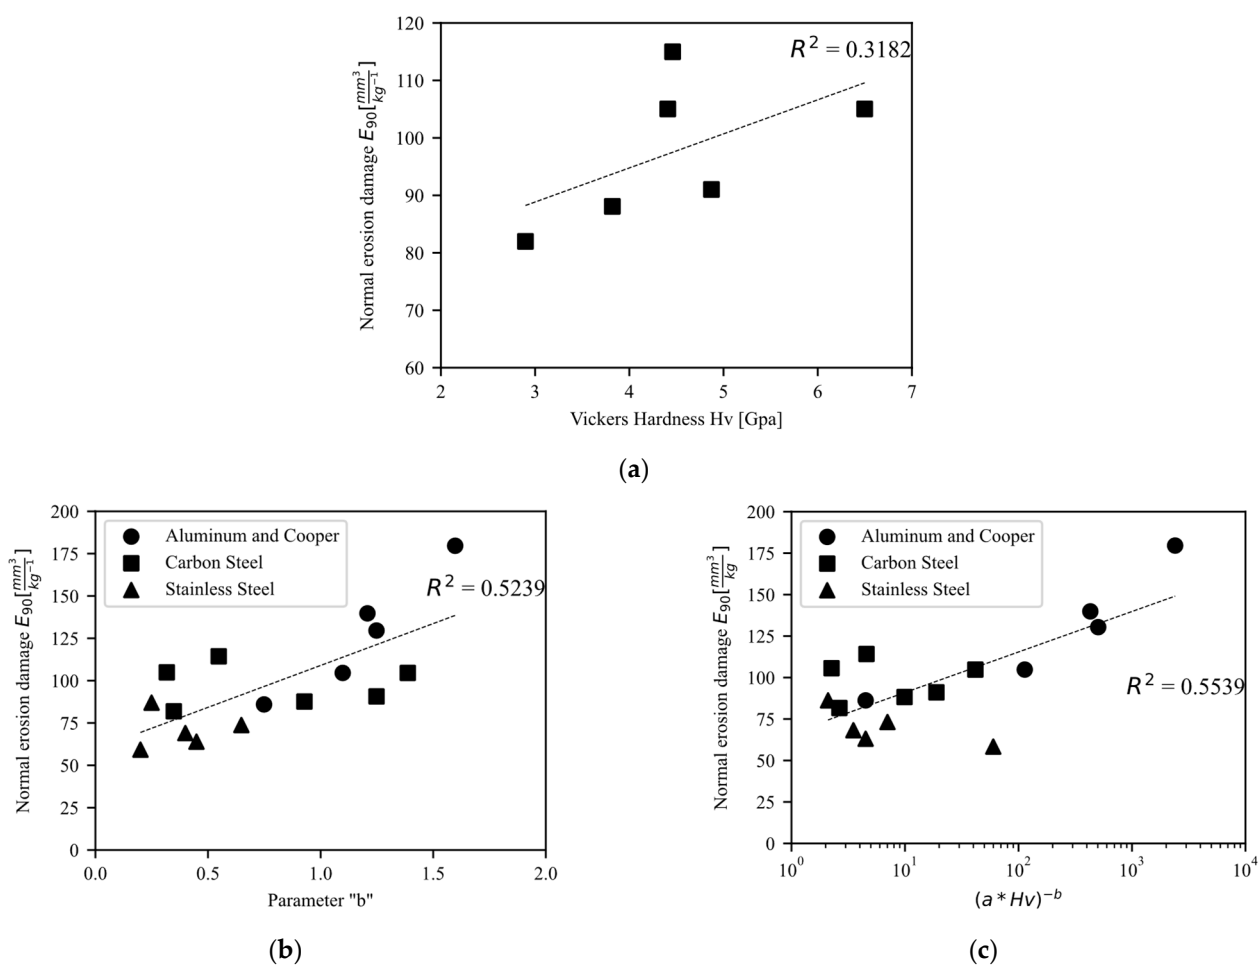 120
110
100
90
80
70
60
Normal erosion damage E90[mm³/kg⁻¹]
R² = 0.3182
2 3 4 5 6 7
Vickers Hardness Hv [Gpa]
(a)
200
175
150
125
100
75
50
25
0
Normal erosion damage E90[mm³/kg⁻¹]
Aluminum and Cooper
Carbon Steel
Stainless Steel
R² = 0.5239
0.0 0.5 1.0 1.5 2.0
Parameter "b"
(b)
200
175
150
125
100
75
50
25
0
Normal erosion damage E90[mm³/kg]
Aluminum and Cooper
Carbon Steel
Stainless Steel
R² = 0.5539
10⁰ 10¹ 10² 10³ 10⁴
(a * Hv)⁻ᵇ
(c)